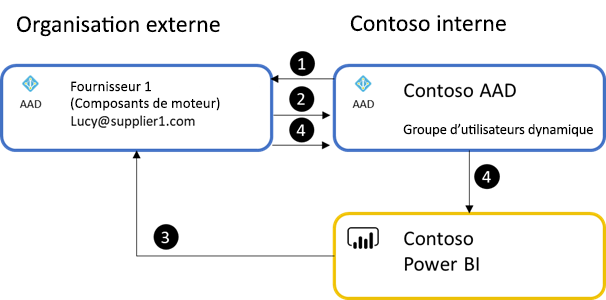 Organisation externe
Contoso interne
AAD
Fournisseur 1
(Composants de moteur)
Lucy@supplier1.com
1
2
4
AAD
Contoso AAD
Groupe d'utilisateurs dynamique
4
3
Contoso
Power BI